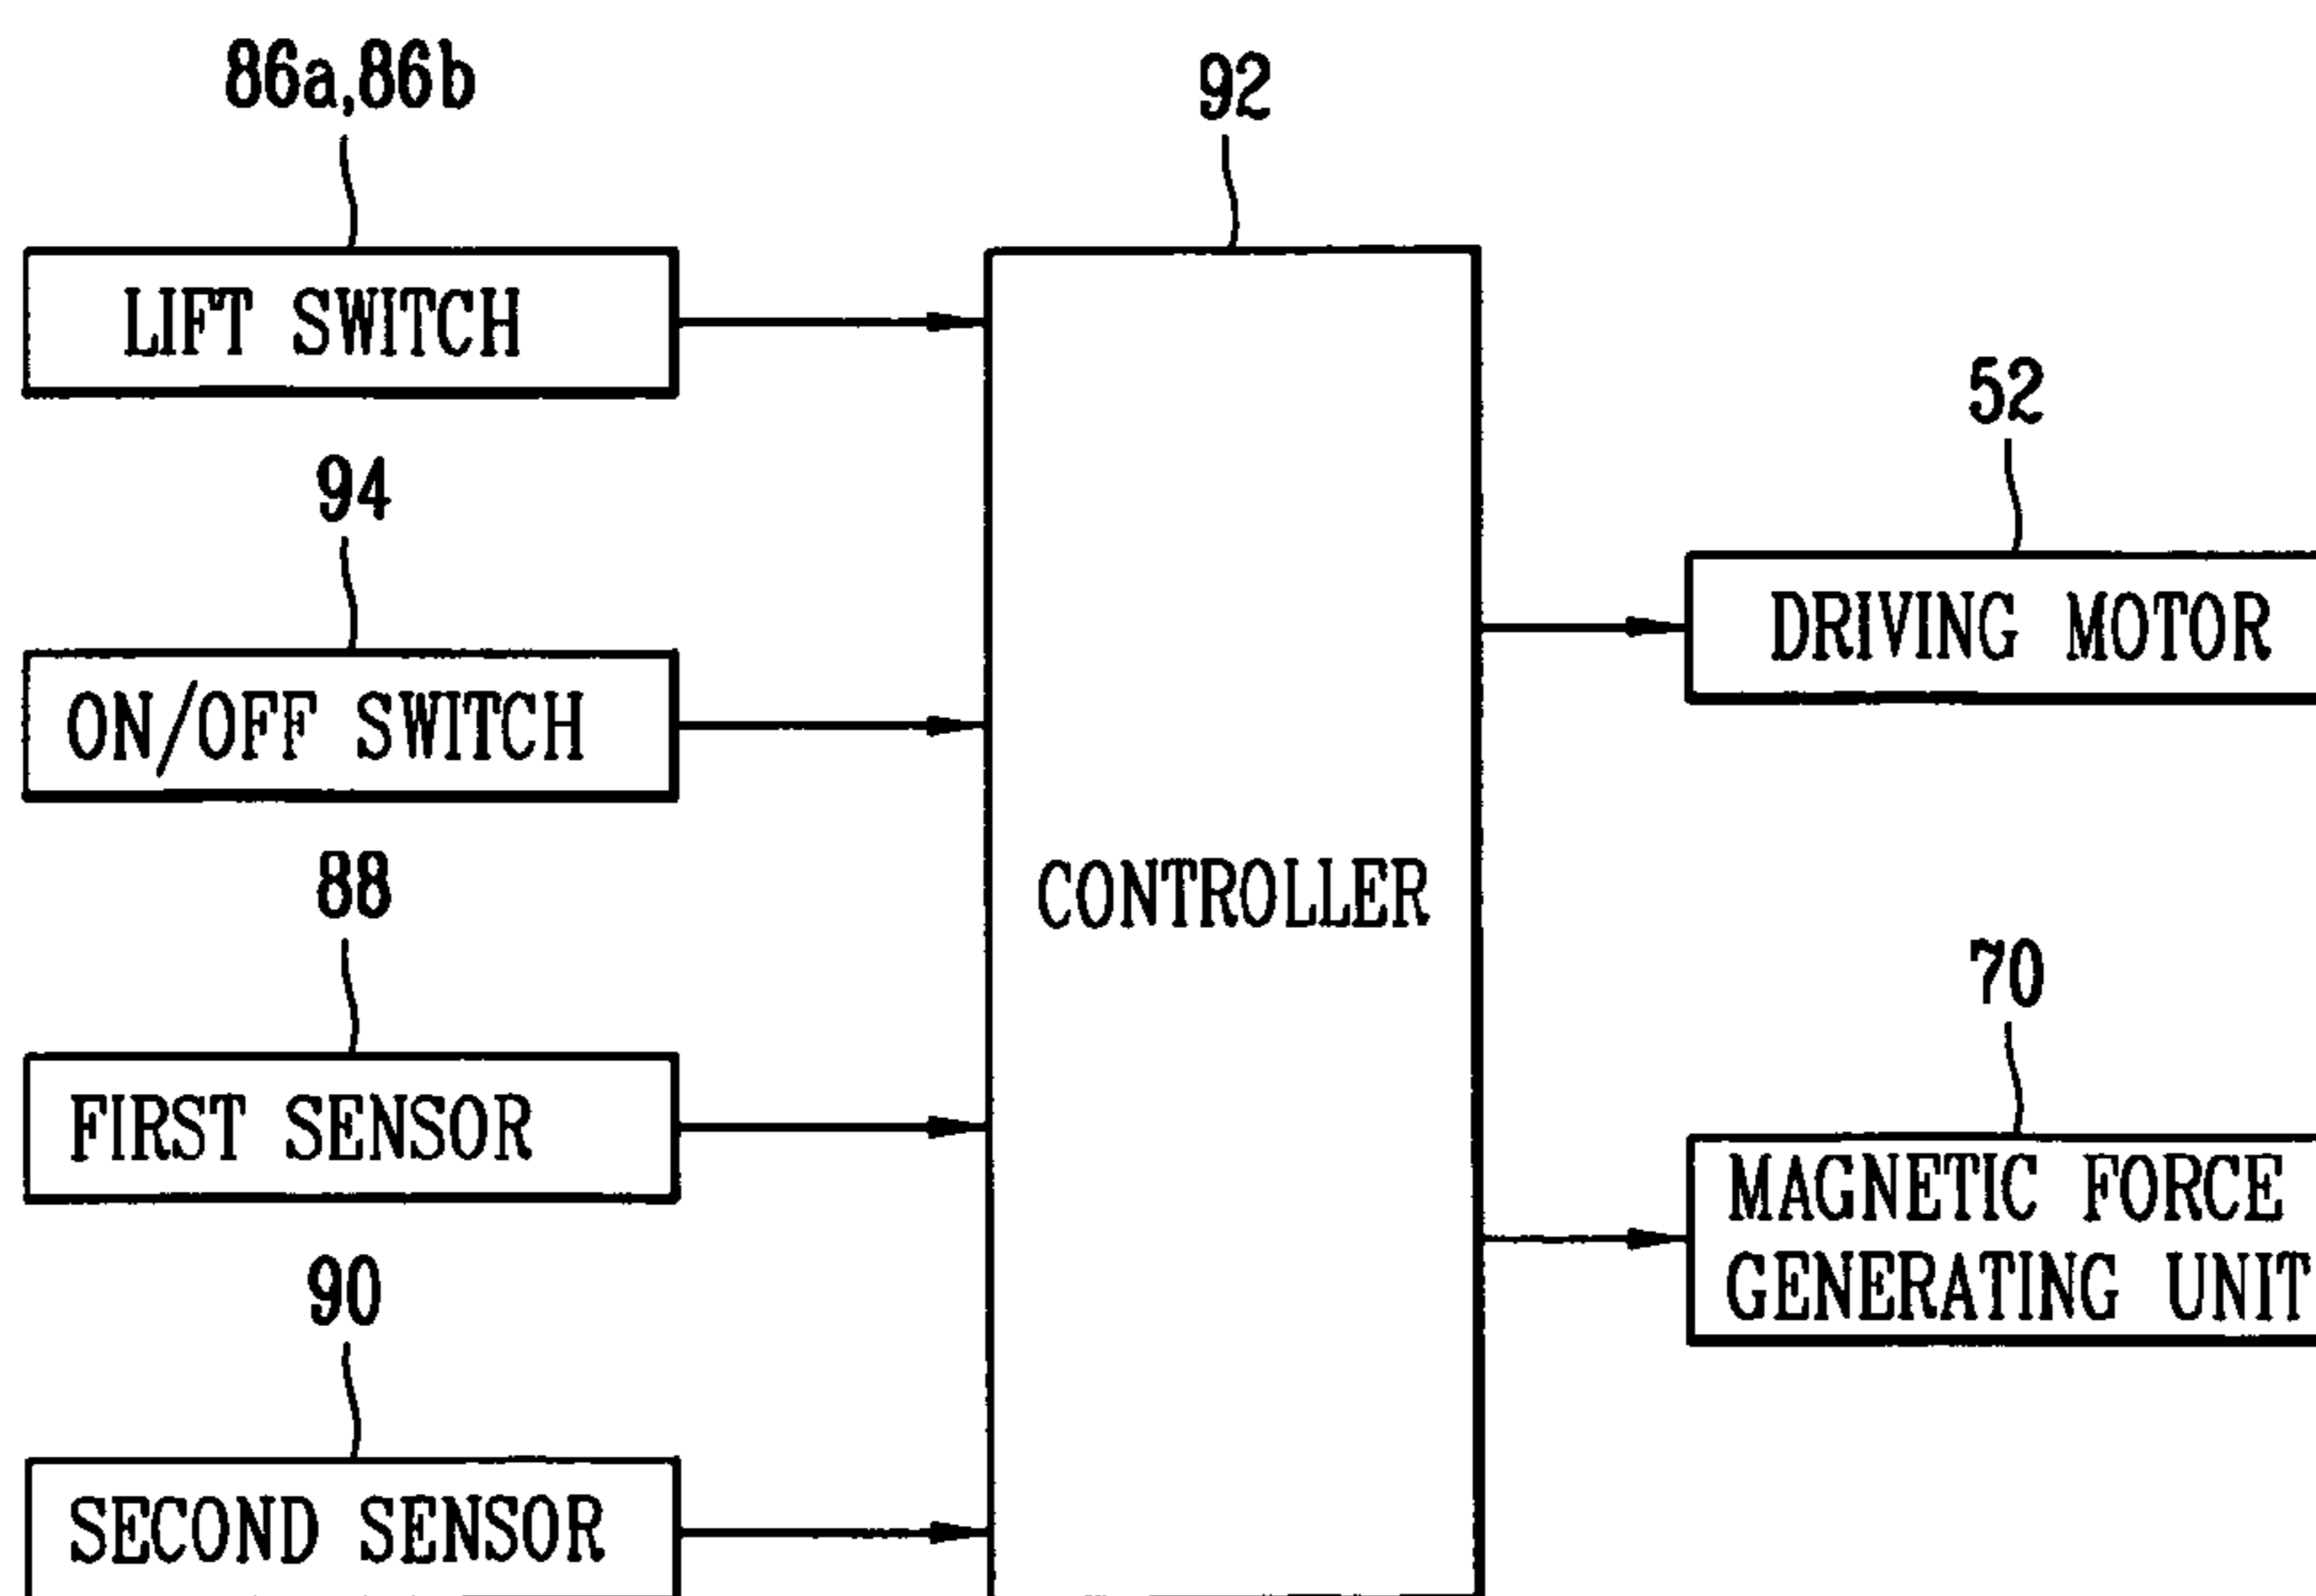 86a,86b
LIFT SWITCH
94
ON/OFF SWITCH
88
FIRST SENSOR
90
SECOND SENSOR
92
CONTROLLER
52
DRIVING MOTOR
70
MAGNETIC FORCE
GENERATING UNIT